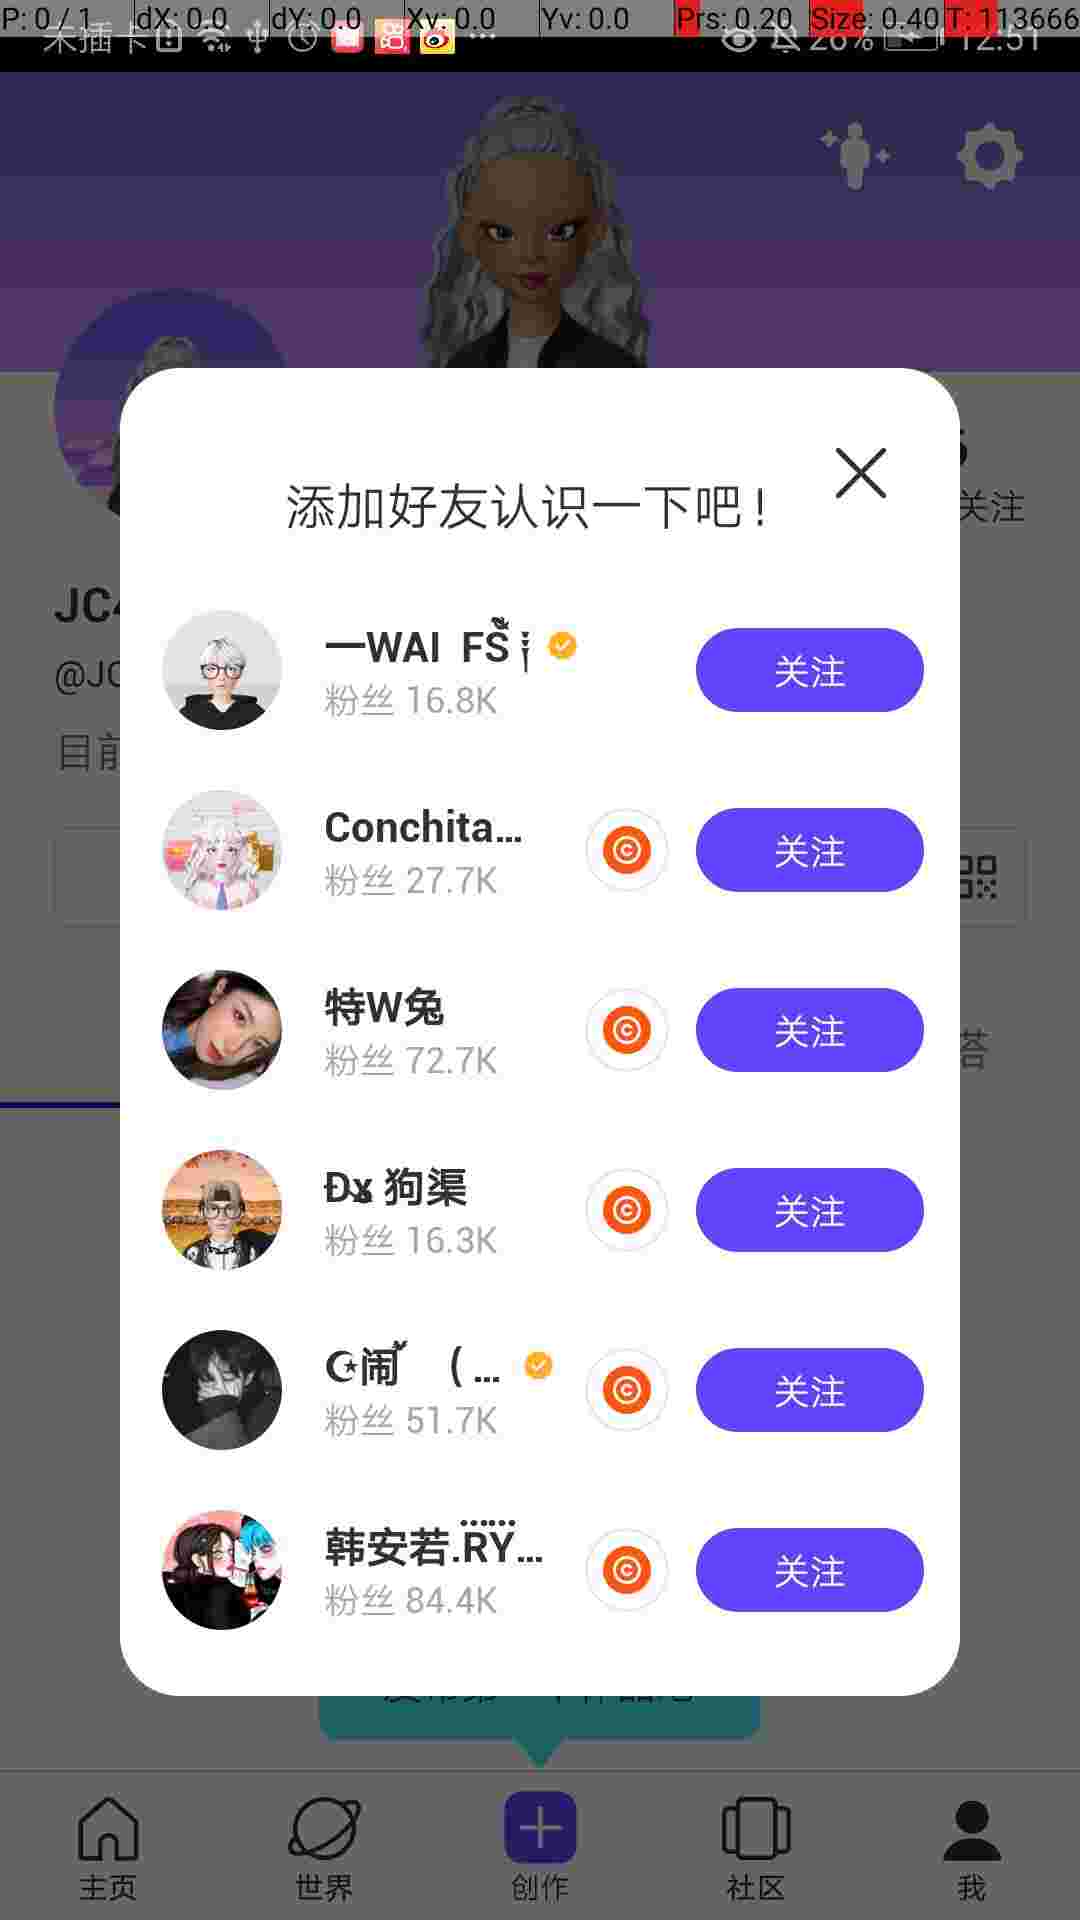 P: 0 / 1 dX: 0.0 dY: 0.0 Xv: 0.0 Yv: 0.0 Prs: 0.20 Size: 0.40 T: 113666
未插卡 26% 12:51
关注
添加好友认识一下吧!
JC4
@JC
目前
一WAI FS
粉丝 16.8K
关注
Conchita...
粉丝 27.7K
关注
特W兔
粉丝 72.7K
关注
答
狗渠
粉丝 16.3K
关注
闹 ( ...
粉丝 51.7K
关注
韩安若.RY...
粉丝 84.4K
关注
主页 世界 创作 社区 我